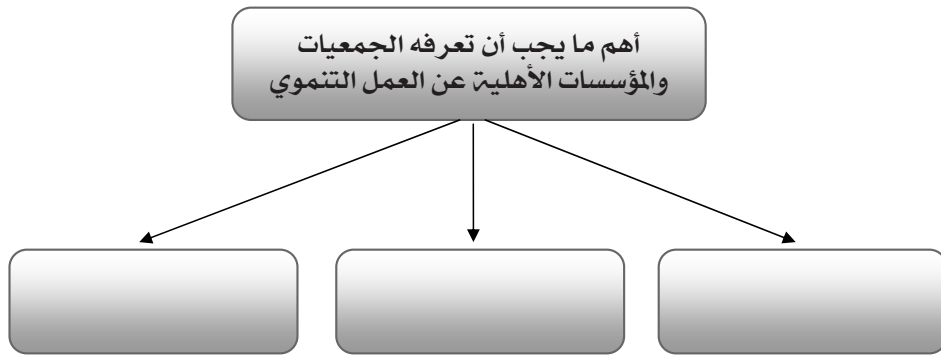 أهم ما يجب أن تعرفه الجمعيات
والمؤسسات الأهلية عن العمل التنموي